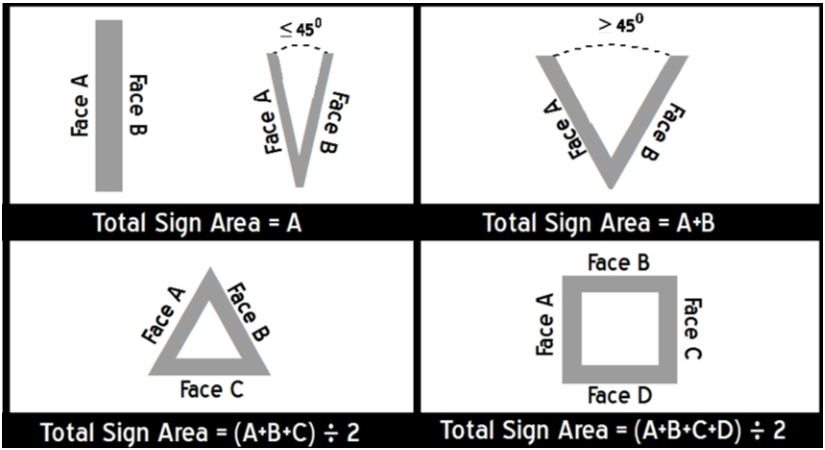 ≤ 45⁰
Face A
Face B
Face A
Face B
Total Sign Area = A
> 45⁰
Face A
Face B
Total Sign Area = A+B
Face A
Face B
Face C
Total Sign Area = (A+B+C) ÷ 2
Face B
Face A
Face C
Face D
Total Sign Area = (A+B+C+D) ÷ 2